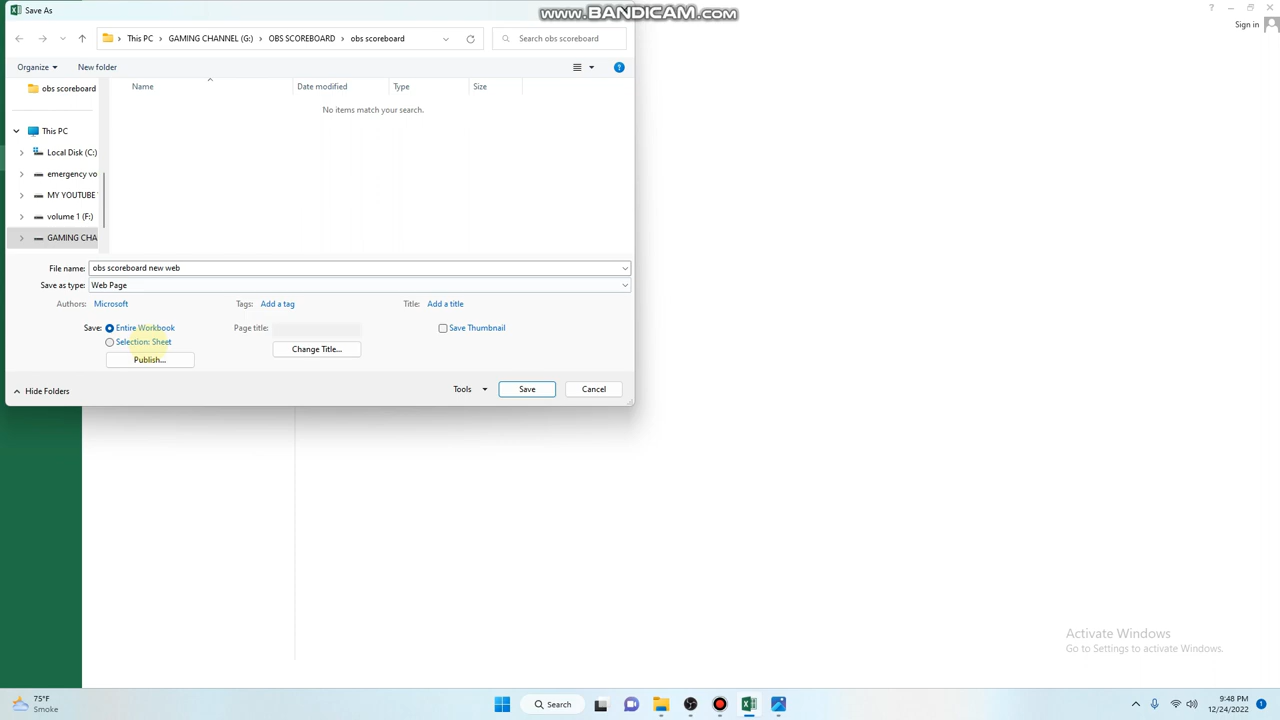 Save As
www.BANDICAM.com
?
Sign in
This PC > GAMING CHANNEL (G:) > OBS SCOREBOARD > obs scoreboard
Search obs scoreboard
Organize
New folder
?
Name
Date modified
Type
Size
No items match your search.
obs scoreboard
This PC
Local Disk (C:)
emergency vo
MY YOUTUBE
volume 1 (F:)
GAMING CHA
File name: obs scoreboard new web
Save as type: Web Page
Authors: Microsoft
Tags: Add a tag
Title: Add a title
Save: Entire Workbook
Selection: Sheet
Publish...
Page title:
Change Title...
Save Thumbnail
Hide Folders
Tools
Save
Cancel
Activate Windows
Go to Settings to activate Windows.
75°F
Smoke
Search
9:48 PM
12/24/2022
1